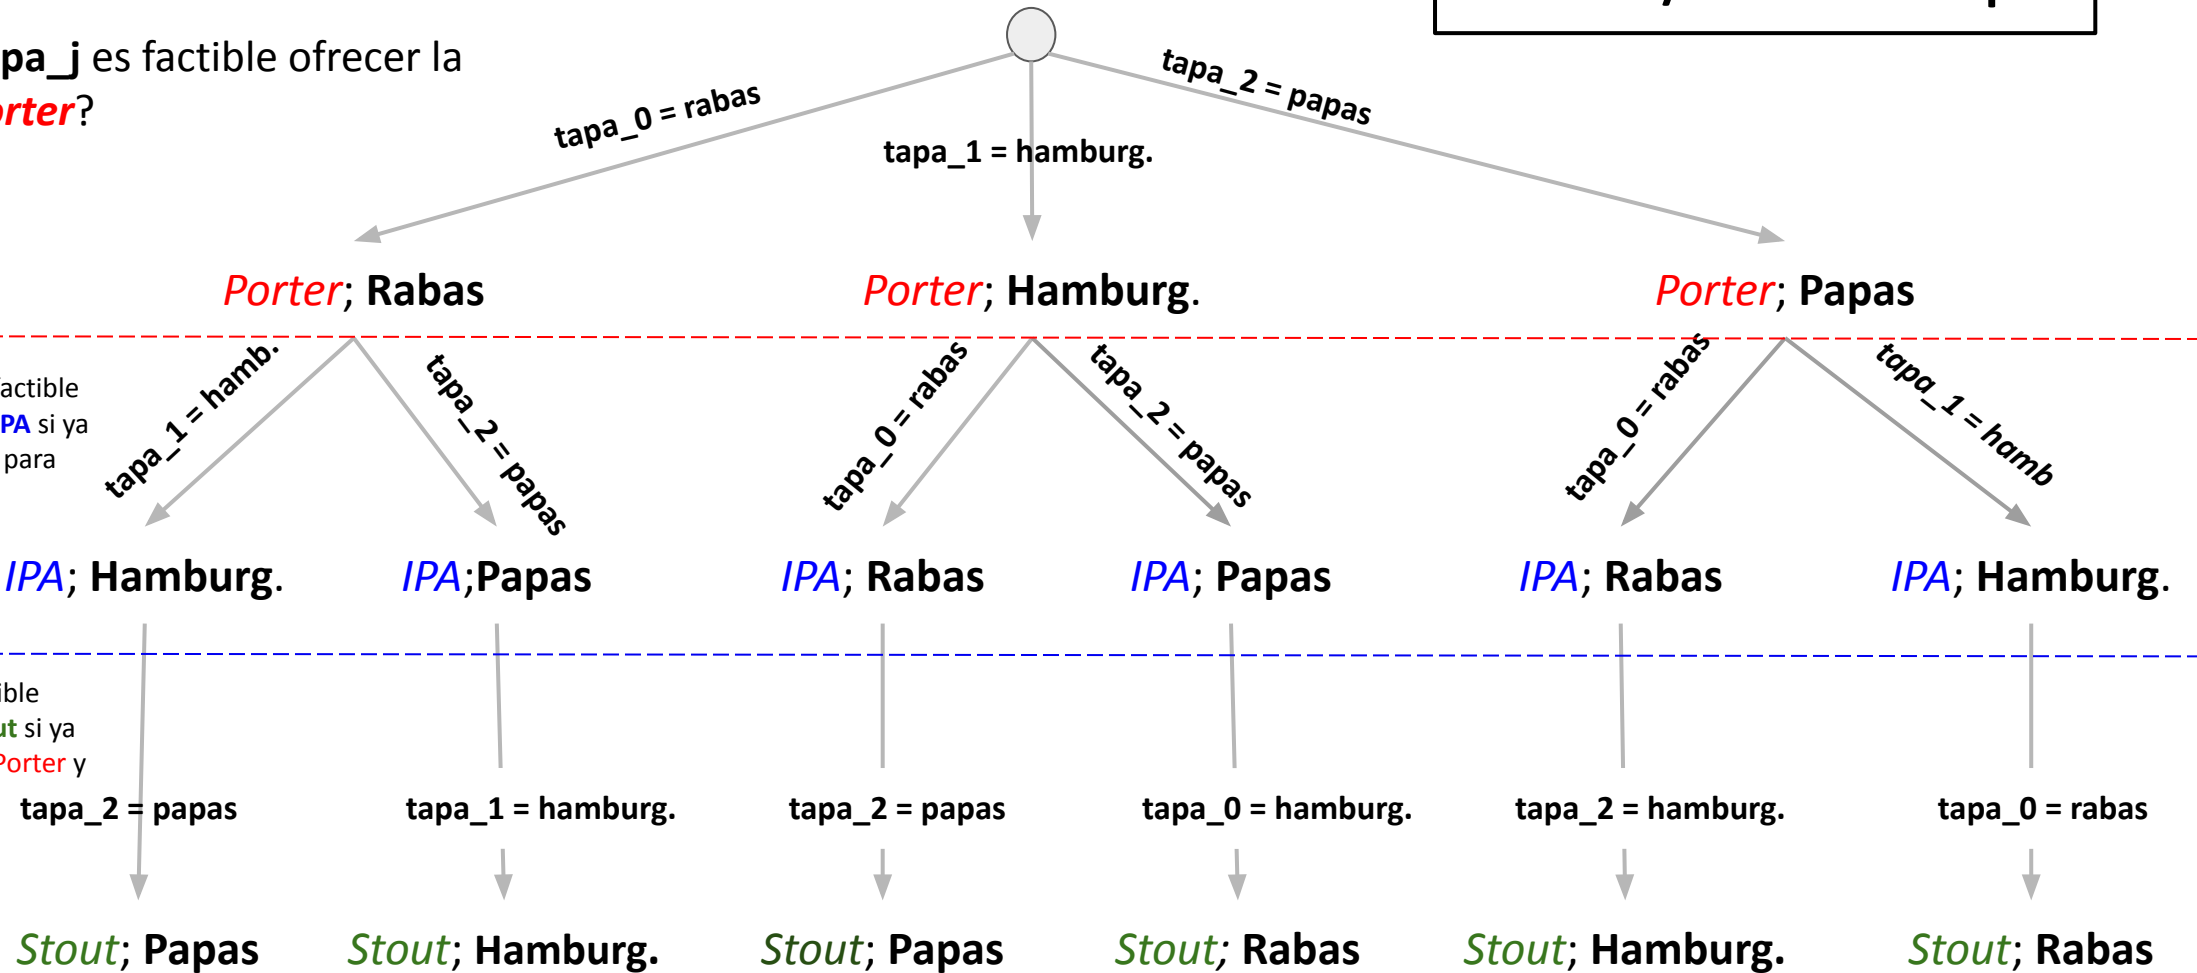 pa_j es factible ofrecer la
rter?
tapa_0 = rabas
tapa_1 = hamburg.
tapa_2 = papas
Porter; Rabas
Porter; Hamburg.
Porter; Papas
factible
PA si ya
para
tapa_1 = hamb.
tapa_2 = papas
tapa_0 = rabas
tapa_2 = papas
tapa_0 = rabas
tapa_1 = hamb
IPA; Hamburg.
IPA;Papas
IPA; Rabas
IPA; Papas
IPA; Rabas
IPA; Hamburg.
ible
ut si ya
Porter y
tapa_2 = papas
tapa_1 = hamburg.
tapa_2 = papas
tapa_0 = hamburg.
tapa_2 = hamburg.
tapa_0 = rabas
Stout; Papas
Stout; Hamburg.
Stout; Papas
Stout; Rabas
Stout; Hamburg.
Stout; Rabas